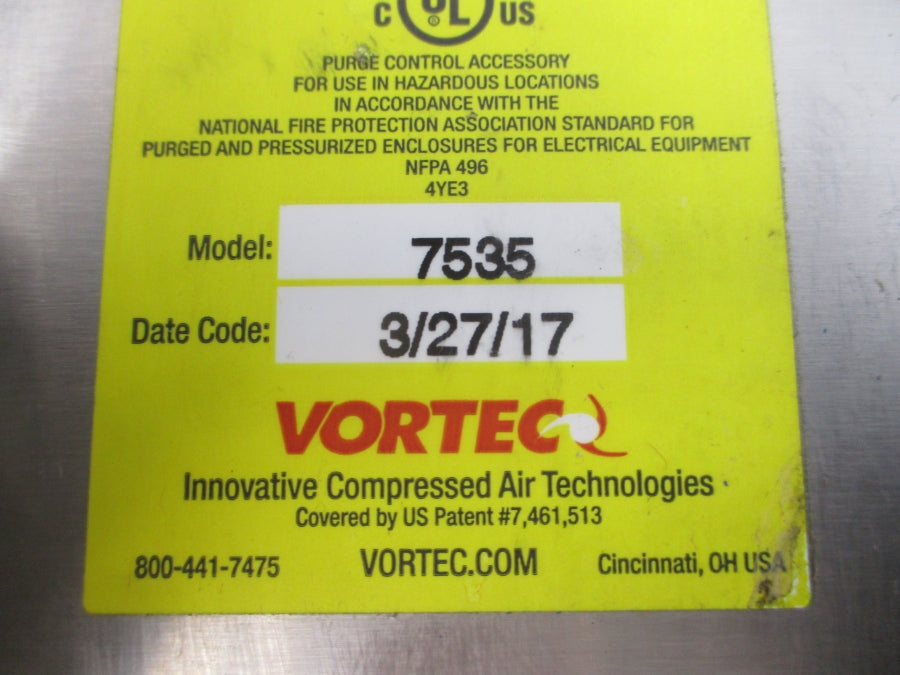 C UL US
®
PURGE CONTROL ACCESSORY
FOR USE IN HAZARDOUS LOCATIONS
IN ACCORDANCE WITH THE
NATIONAL FIRE PROTECTION ASSOCIATION STANDARD FOR
PURGED AND PRESSURIZED ENCLOSURES FOR ELECTRICAL EQUIPMENT
NFPA 496
4YE3
Model: 7535
Date Code: 3/27/17
VORTEC
Innovative Compressed Air Technologies
Covered by US Patent #7,461,513
800-441-7475 VORTEC.COM Cincinnati, OH USA